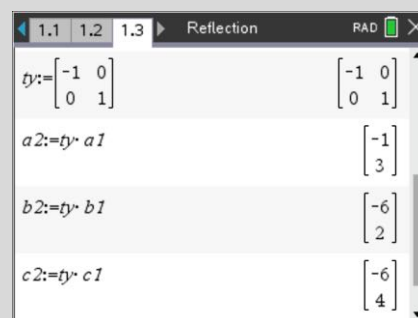 1.1 1.2 1.3 Reflection RAD
ty:=[-1 0
0 1] [-1 0
0 1]
a2:=ty· a1 [-1
3]
b2:=ty· b1 [-6
2]
c2:=ty· c1 [-6
4]